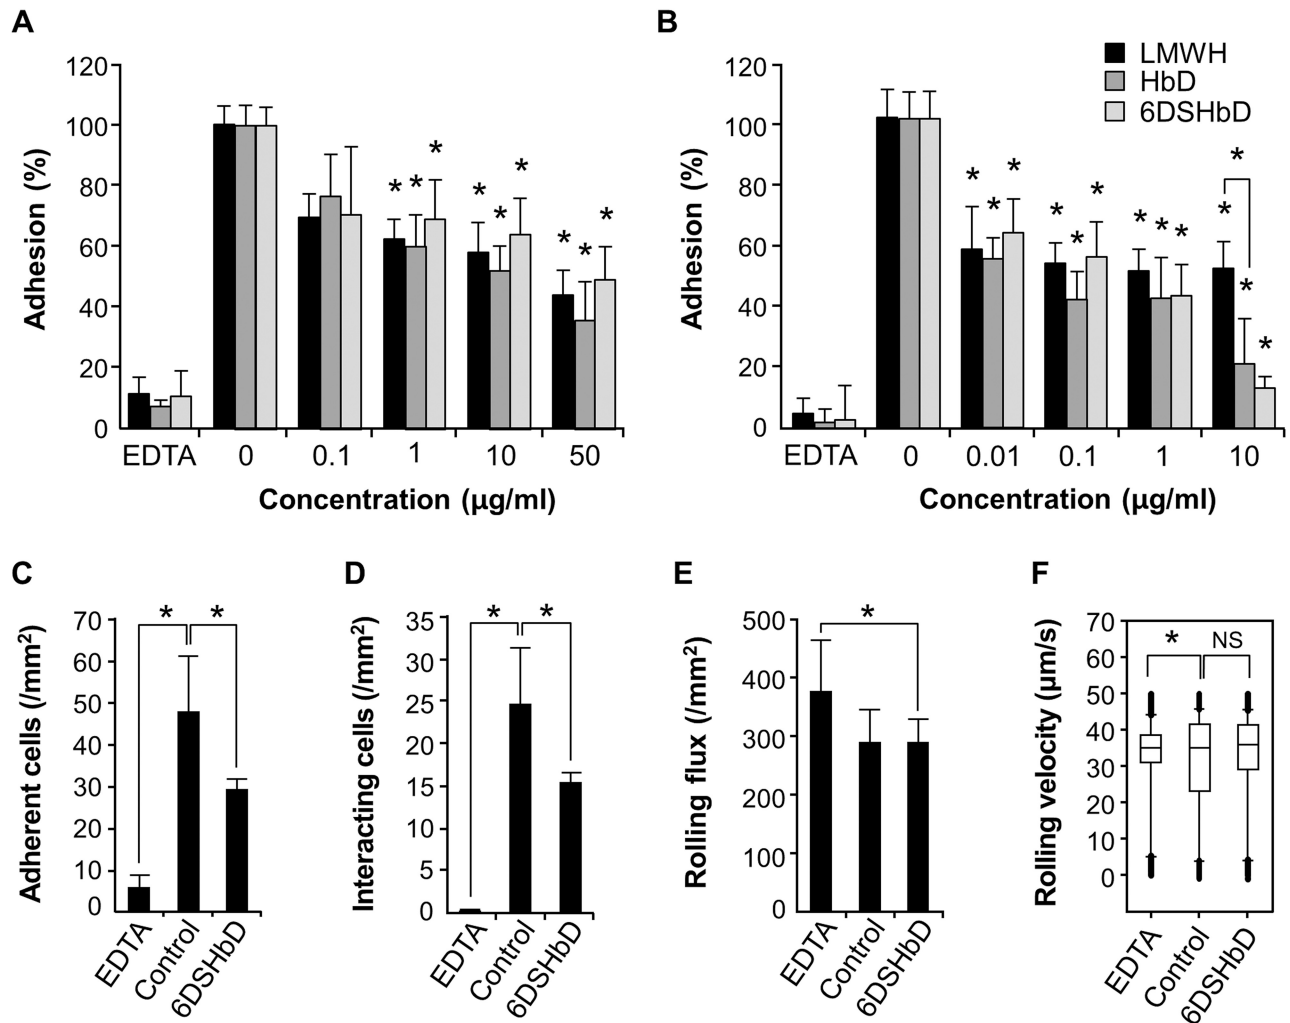 A
120
100
80
60
40
20
0
Adhesion (%)
* * *
* * *
* * *
EDTA 0 0.1 1 10 50
Concentration (µg/ml)
B
LMWH
HbD
6DSHbD
120
100
80
60
40
20
0
Adhesion (%)
* * *
* * *
* * *
* * * *
EDTA 0 0.01 0.1 1 10
Concentration (µg/ml)
C
70
60
50
40
30
20
10
0
Adherent cells (/mm²)
* *
EDTA
Control
6DSHbD
D
35
30
25
20
15
10
5
0
Interacting cells (/mm²)
* *
EDTA
Control
6DSHbD
E
500
400
300
200
100
0
Rolling flux (/mm²)
*
EDTA
Control
6DSHbD
F
70
60
50
40
30
20
10
0
Rolling velocity (µm/s)
* NS
EDTA
Control
6DSHbD